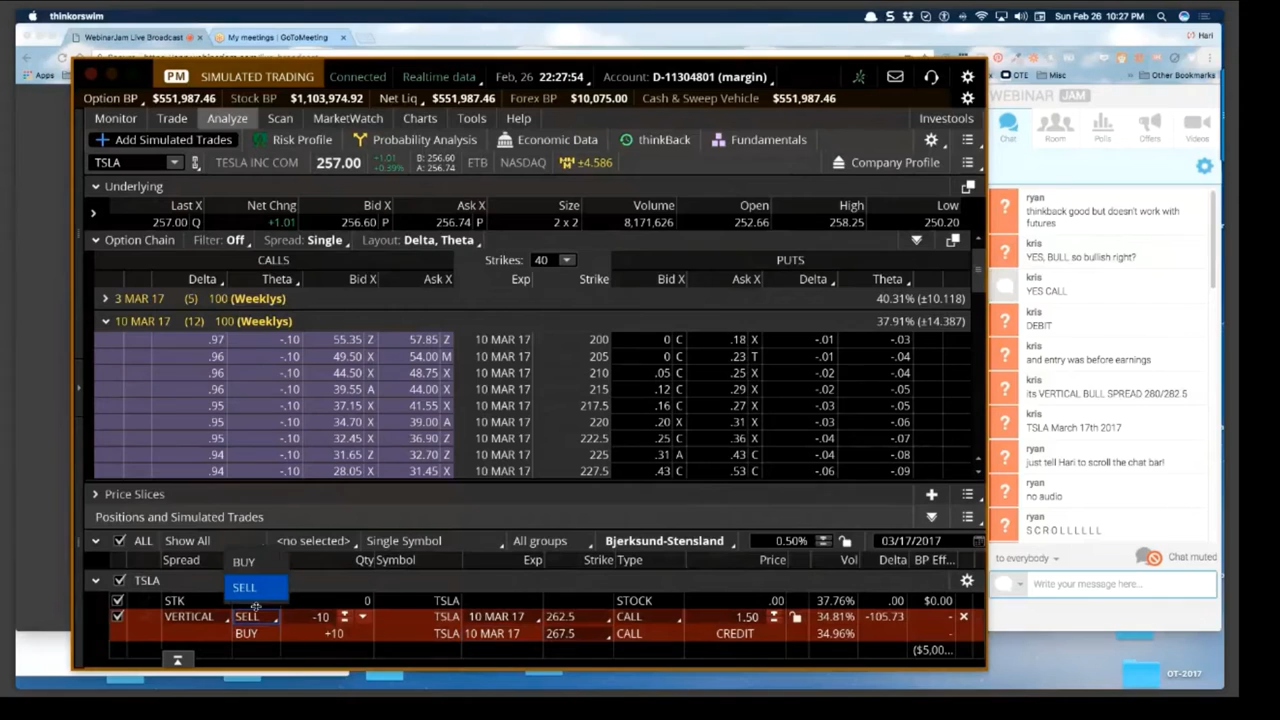 thinkorswim
Sun Feb 26 10:27 PM
WebinarJam Live Broadcast
My meetings | GoToMeeting
Hari
Apps
OTE
Misc
Other Bookmarks
PM SIMULATED TRADING Connected Realtime data Feb, 26 22:27:54 Account: D-11304801 (margin)
Option BP $551,987.46 Stock BP $1,103,974.92 Net Liq $551,987.46 Forex BP $10,075.00 Cash & Sweep Vehicle $551,987.46
Monitor Trade Analyze Scan MarketWatch Charts Tools Help Investools
+ Add Simulated Trades Risk Profile Probability Analysis Economic Data thinkBack Fundamentals
TSLA TESLA INC COM 257.00 +1.01 +0.39% B: 256.60 A: 256.74 ETB NASDAQ ±4.586 Company Profile
Underlying
Last X Net Chng Bid X Ask X Size Volume Open High Low
257.00 Q +1.01 256.60 P 256.74 P 2 x 2 8,171,626 252.66 258.25 250.20
Option Chain Filter: Off Spread: Single Layout: Delta, Theta
CALLS Strikes: 40 PUTS
Delta Theta Bid X Ask X Exp Strike Bid X Ask X Delta Theta
3 MAR 17 (5) 100 (Weeklys) 40.31% (±10.118)
10 MAR 17 (12) 100 (Weeklys) 37.91% (±14.387)
.97 -.10 55.35 Z 57.85 Z 10 MAR 17 200 0 C .18 X -.01 -.03
.96 -.10 49.50 X 54.00 M 10 MAR 17 205 0 C .23 T -.01 -.04
.96 -.10 44.50 X 48.75 X 10 MAR 17 210 .05 C .25 X -.02 -.04
.96 -.10 39.55 A 44.00 X 10 MAR 17 215 .12 C .29 X -.02 -.05
.95 -.10 37.15 X 41.55 X 10 MAR 17 217.5 .16 C .27 X -.03 -.05
.95 -.10 34.70 X 39.00 A 10 MAR 17 220 .20 X .31 X -.03 -.06
.95 -.10 32.45 X 36.90 Z 10 MAR 17 222.5 .25 C .36 X -.04 -.07
.94 -.10 31.65 Z 32.70 Z 10 MAR 17 225 .31 A .43 C -.04 -.08
.94 -.10 28.05 X 31.45 X 10 MAR 17 227.5 .43 C .53 C -.06 -.09
Price Slices
Positions and Simulated Trades
ALL Show All <no selec... Single Symbol All groups Bjerksund-Stensland 0.50% 03/17/2017
Spread Qty Symbol Exp Strike Type Price Vol Delta BP Eff...
BUY
SELL
TSLA
STK 0 TSLA STOCK .00 37.76% .00 $0.00
VERTICAL SELL -10 TSLA 10 MAR 17 262.5 CALL 1.50 34.81% -105.73 -
BUY +10 TSLA 10 MAR 17 267.5 CALL CREDIT 34.96% -
($5,00...
WEBINAR JAM
Chat Room Polls Offers Videos
ryan
thinkback good but doesn't work with
futures
kris
YES, BULL so bullish right?
kris
YES CALL
kris
DEBIT
kris
and entry was before earnings
kris
its VERTICAL BULL SPREAD 280/282.5
kris
TSLA March 17th 2017
ryan
just tell Hari to scroll the chat bar!
ryan
no audio
ryan
S C R O L L L L L L
to everybody
Chat muted
Write your message here...
OT-2017